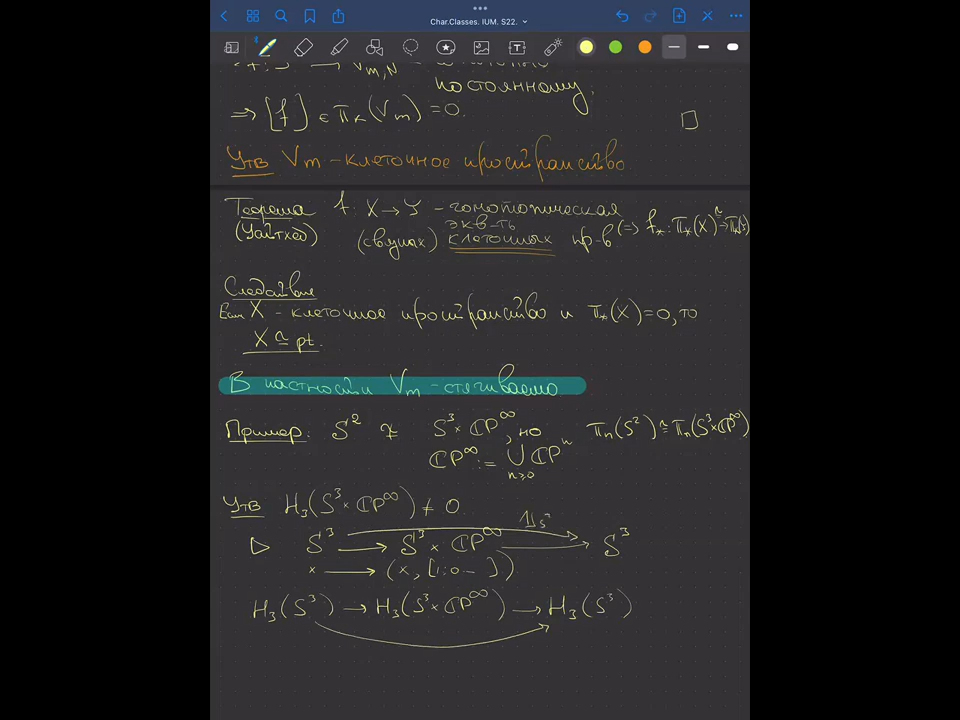 Char.Classes. IUM. S22.
постоянному.
⇒ [f] ∈ π_k(V_m) = 0. □
Утв V_m - клеточное пространство
Теорема f: X → Y - гомотопическая
(Уайтхед) экв-ть
(связных) клеточных пр-в (⇒ f_*: π_*(X) ≅→ π_*(Y))
Следствие
Если X - клеточное пространство и π_*(X) = 0, то
X ≅ pt.
В частности V_m - стягиваемо
Пример. S² ≄ S³ × ℂP^∞, но π_n(S²) ≅ π_n(S³×ℂP^∞)
ℂP^∞ := ⋃_{n≥0} ℂP^n
Утв H_3(S³ × ℂP^∞) ≠ 0
1_{S³}
▷ S³ → S³ × ℂP^∞ → S³
x → (x, [1:0...])
H_3(S³) → H_3(S³×ℂP^∞) → H_3(S³)